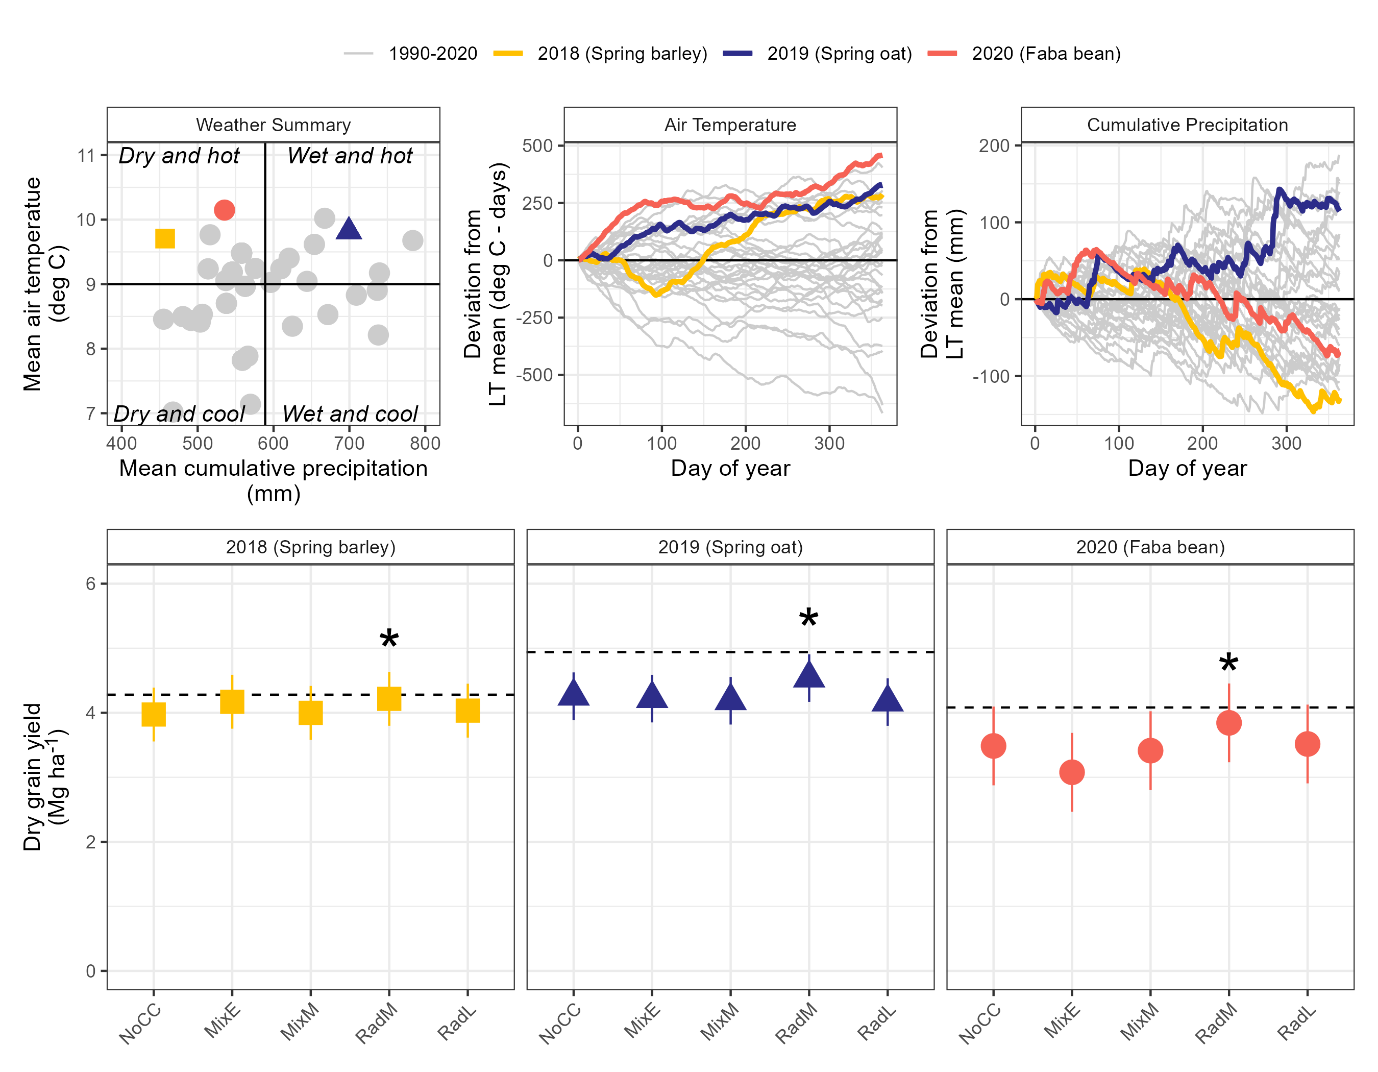 1990-2020 2018 (Spring barley) 2019 (Spring oat) 2020 (Faba bean)
Weather Summary
Mean air temperatue
(deg C)
11
10
9
8
7
Dry and hot Wet and hot
Dry and cool Wet and cool
400 500 600 700 800
Mean cumulative precipitation
(mm)
Air Temperature
Deviation from
LT mean (deg C - days)
500
250
0
-250
-500
0 100 200 300
Day of year
Cumulative Precipitation
Deviation from
LT mean (mm)
200
100
0
-100
0 100 200 300
Day of year
2018 (Spring barley) 2019 (Spring oat) 2020 (Faba bean)
Dry grain yield
(Mg ha⁻¹)
6
4
2
0
* * *
NoCC MixE MixM RadM RadL NoCC MixE MixM RadM RadL NoCC MixE MixM RadM RadL